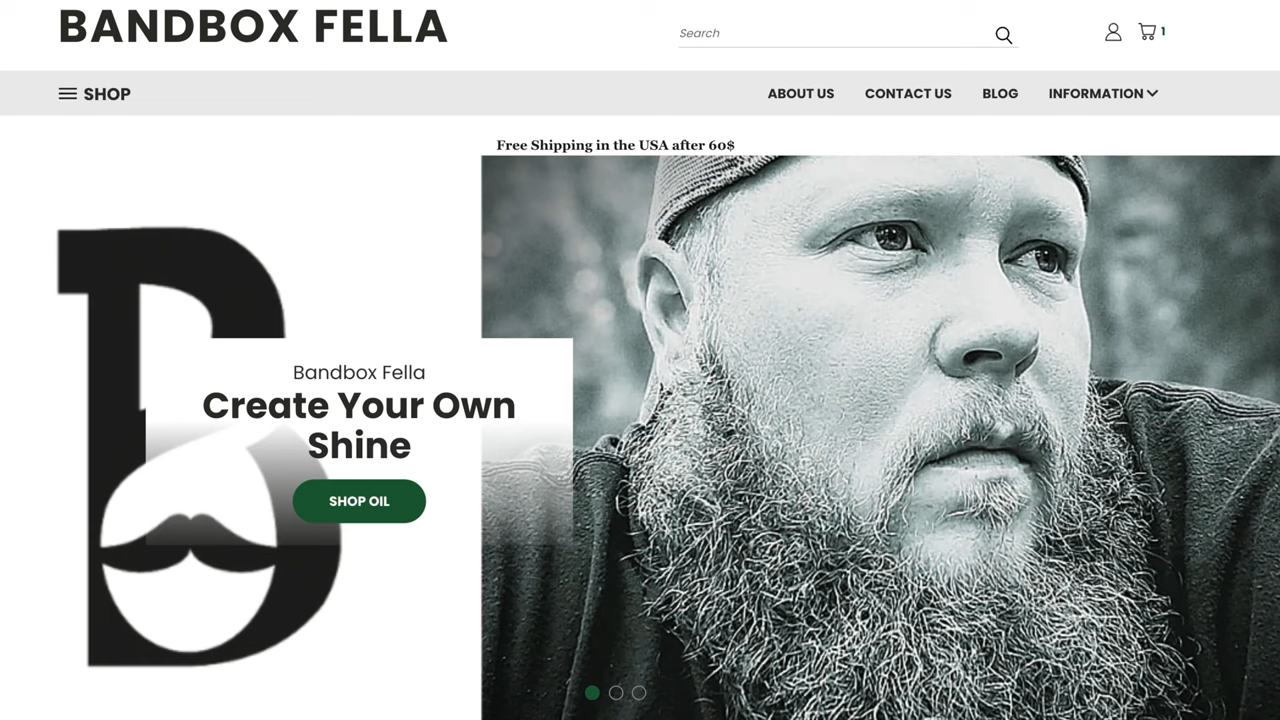 BANDBOX FELLA
Search
1
SHOP
ABOUT US
CONTACT US
BLOG
INFORMATION
Free Shipping in the USA after 60$
Bandbox Fella
Create Your Own
Shine
SHOP OIL